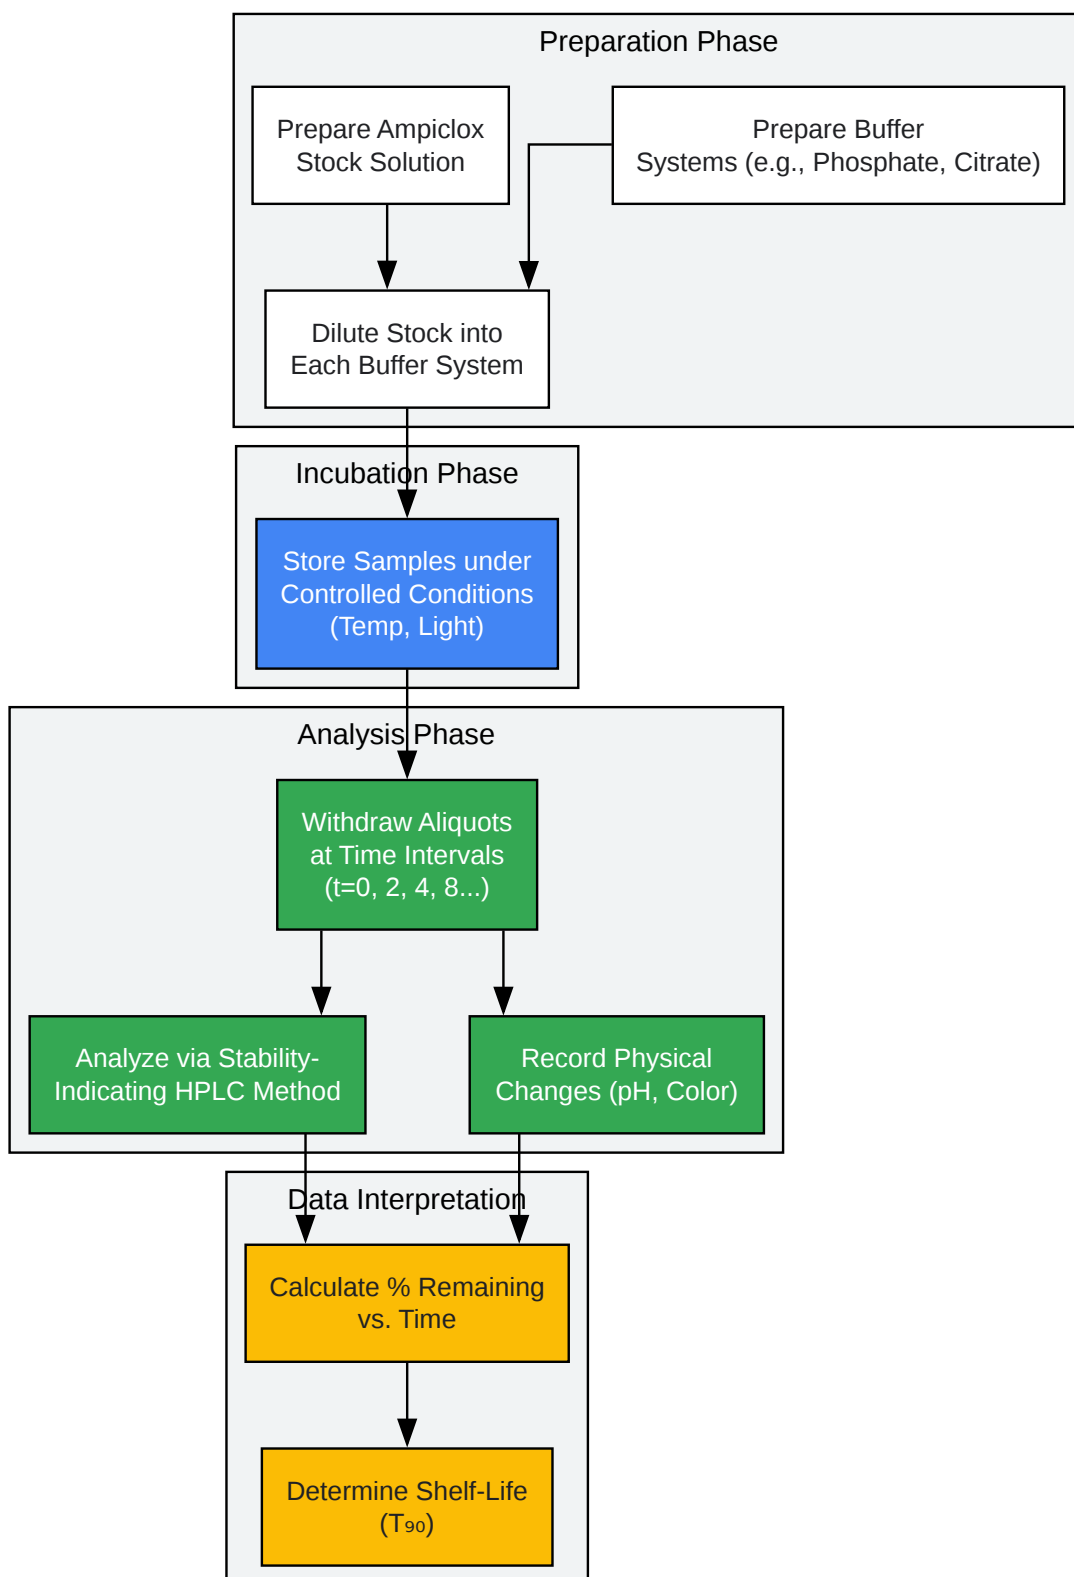 Preparation Phase
Prepare Ampiclox
Stock Solution
Prepare Buffer
Systems (e.g., Phosphate, Citrate)
Dilute Stock into
Each Buffer System
Incubation Phase
Store Samples under
Controlled Conditions
(Temp, Light)
Analysis Phase
Withdraw Aliquots
at Time Intervals
(t=0, 2, 4, 8...)
Analyze via Stability-
Indicating HPLC Method
Record Physical
Changes (pH, Color)
Data Interpretation
Calculate % Remaining
vs. Time
Determine Shelf-Life
(T₉₀)